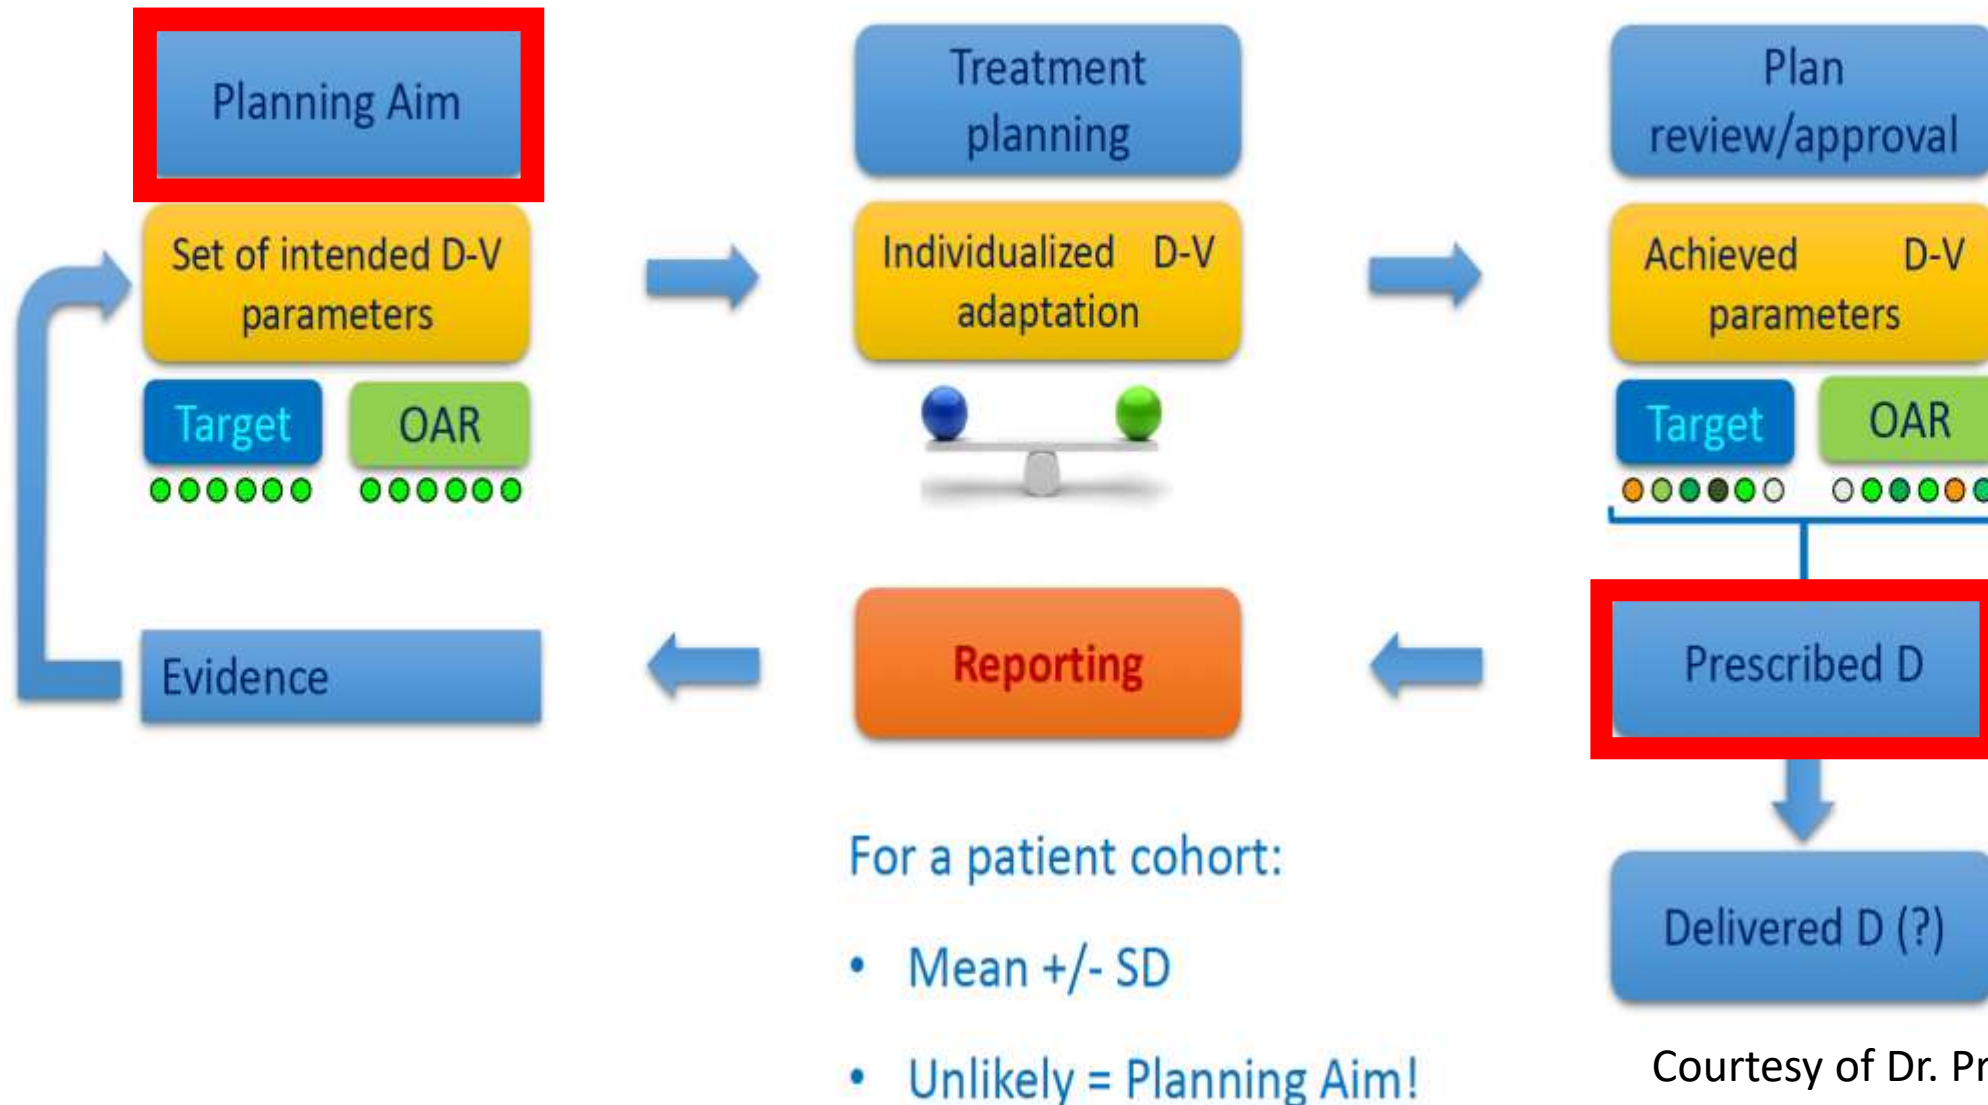 Planning Aim
Set of intended D-V
parameters
Target
OAR
Treatment
planning
Individualized D-V
adaptation
Plan
review/approval
Achieved D-V
parameters
Target
OAR
Evidence
Reporting
Prescribed D
For a patient cohort:
• Mean +/- SD
• Unlikely = Planning Aim!
Delivered D (?)
Courtesy of Dr. Pr